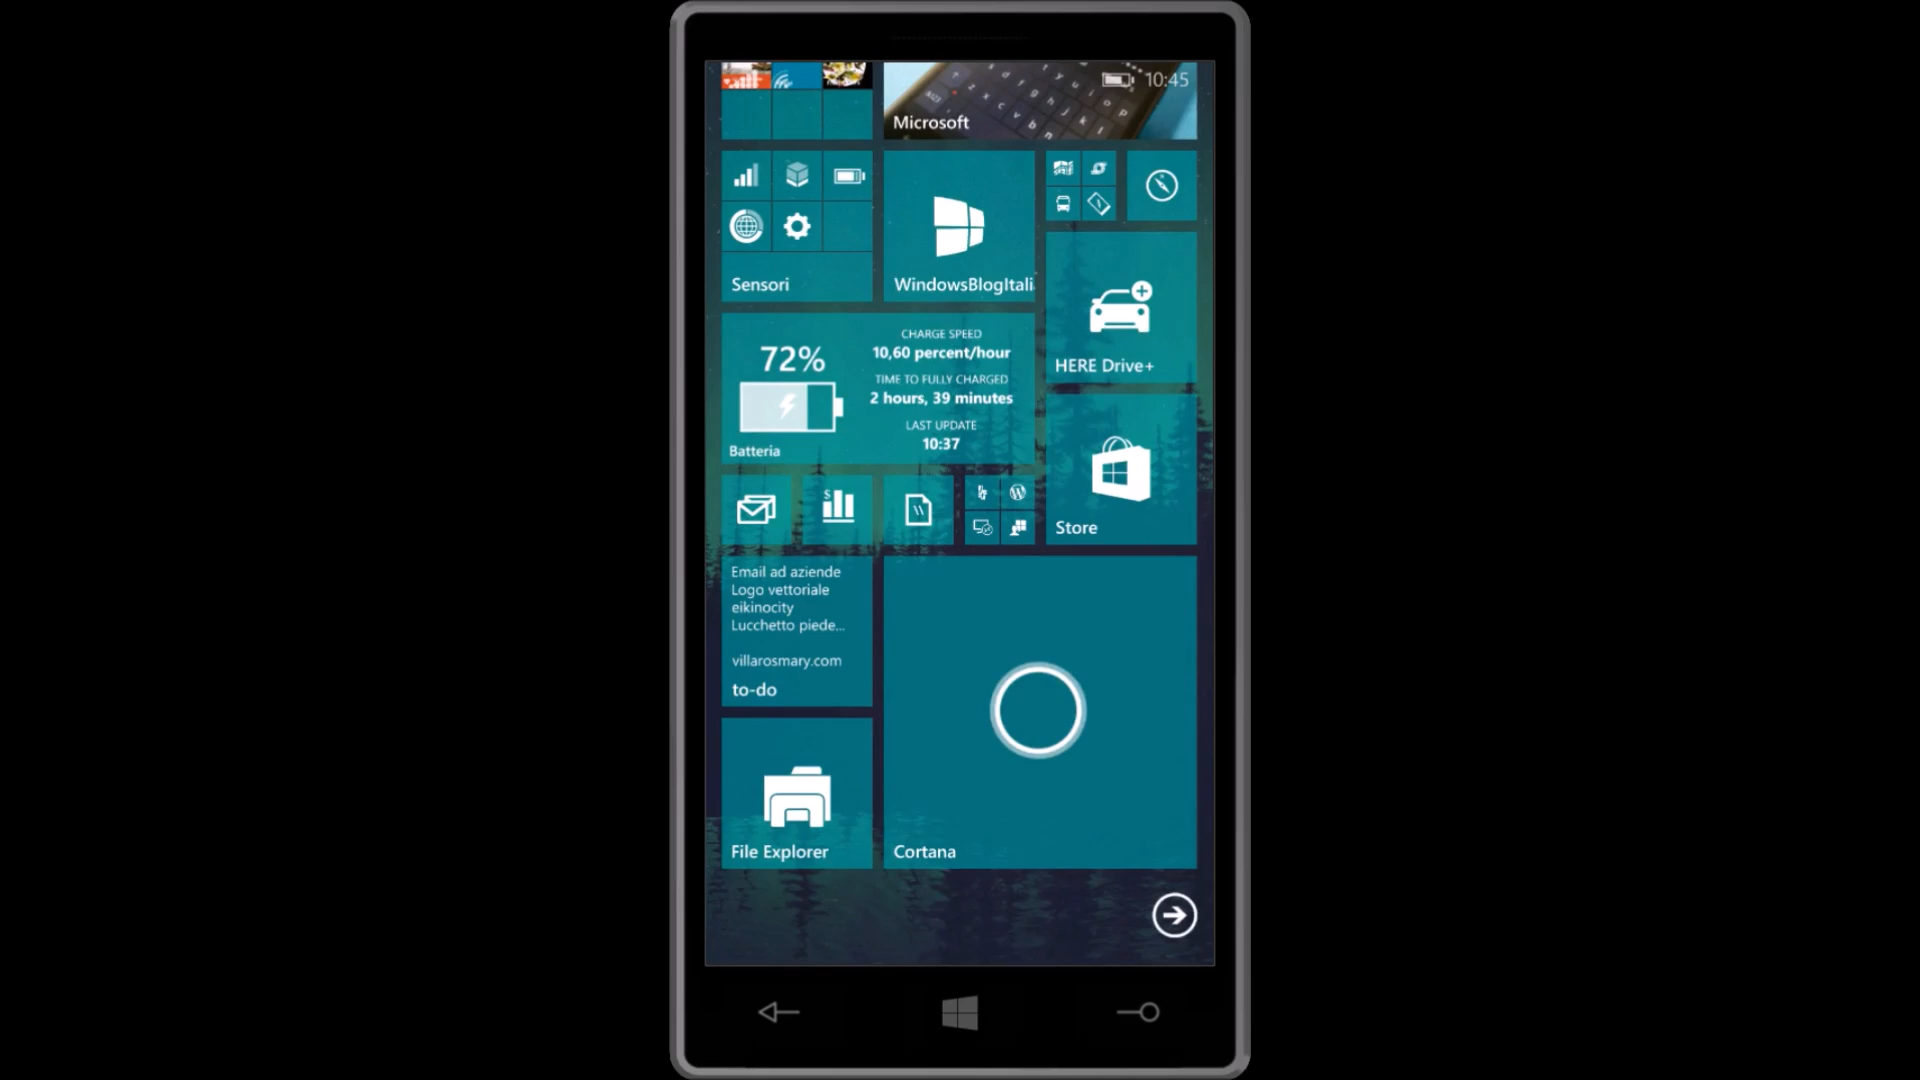 10:45
Microsoft
Sensori
WindowsBlogItali
HERE Drive+
72%
CHARGE SPEED
10,60 percent/hour
TIME TO FULLY CHARGED
2 hours, 39 minutes
LAST UPDATE
10:37
Batteria
Store
Email ad aziende
Logo vettoriale
eikinocity
Lucchetto piede...
villarosmary.com
to-do
File Explorer
Cortana